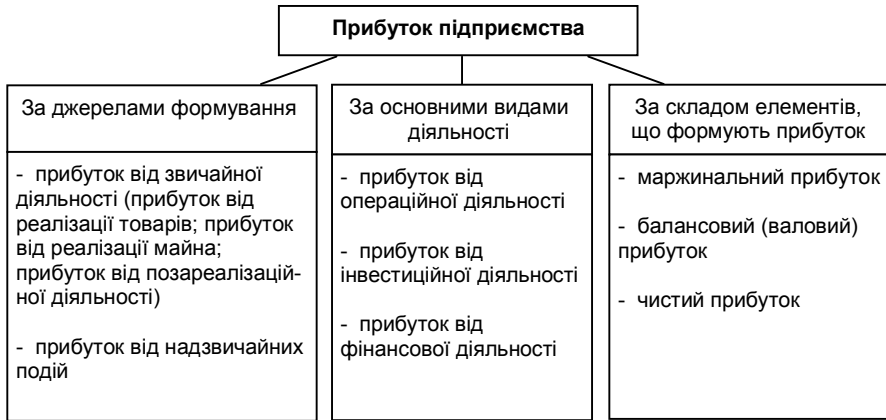 Прибуток підприємства
За джерелами формування
- прибуток від звичайної
діяльності (прибуток від
реалізації товарів; прибуток
від реалізації майна;
прибуток від позареалізацій-
ної діяльності)
- прибуток від надзвичайних
подій
За основними видами
діяльності
- прибуток від
операційної діяльності
- прибуток від
інвестиційної діяльності
- прибуток від
фінансової діяльності
За складом елементів,
що формують прибуток
- маржинальний прибуток
- балансовий (валовий)
прибуток
- чистий прибуток